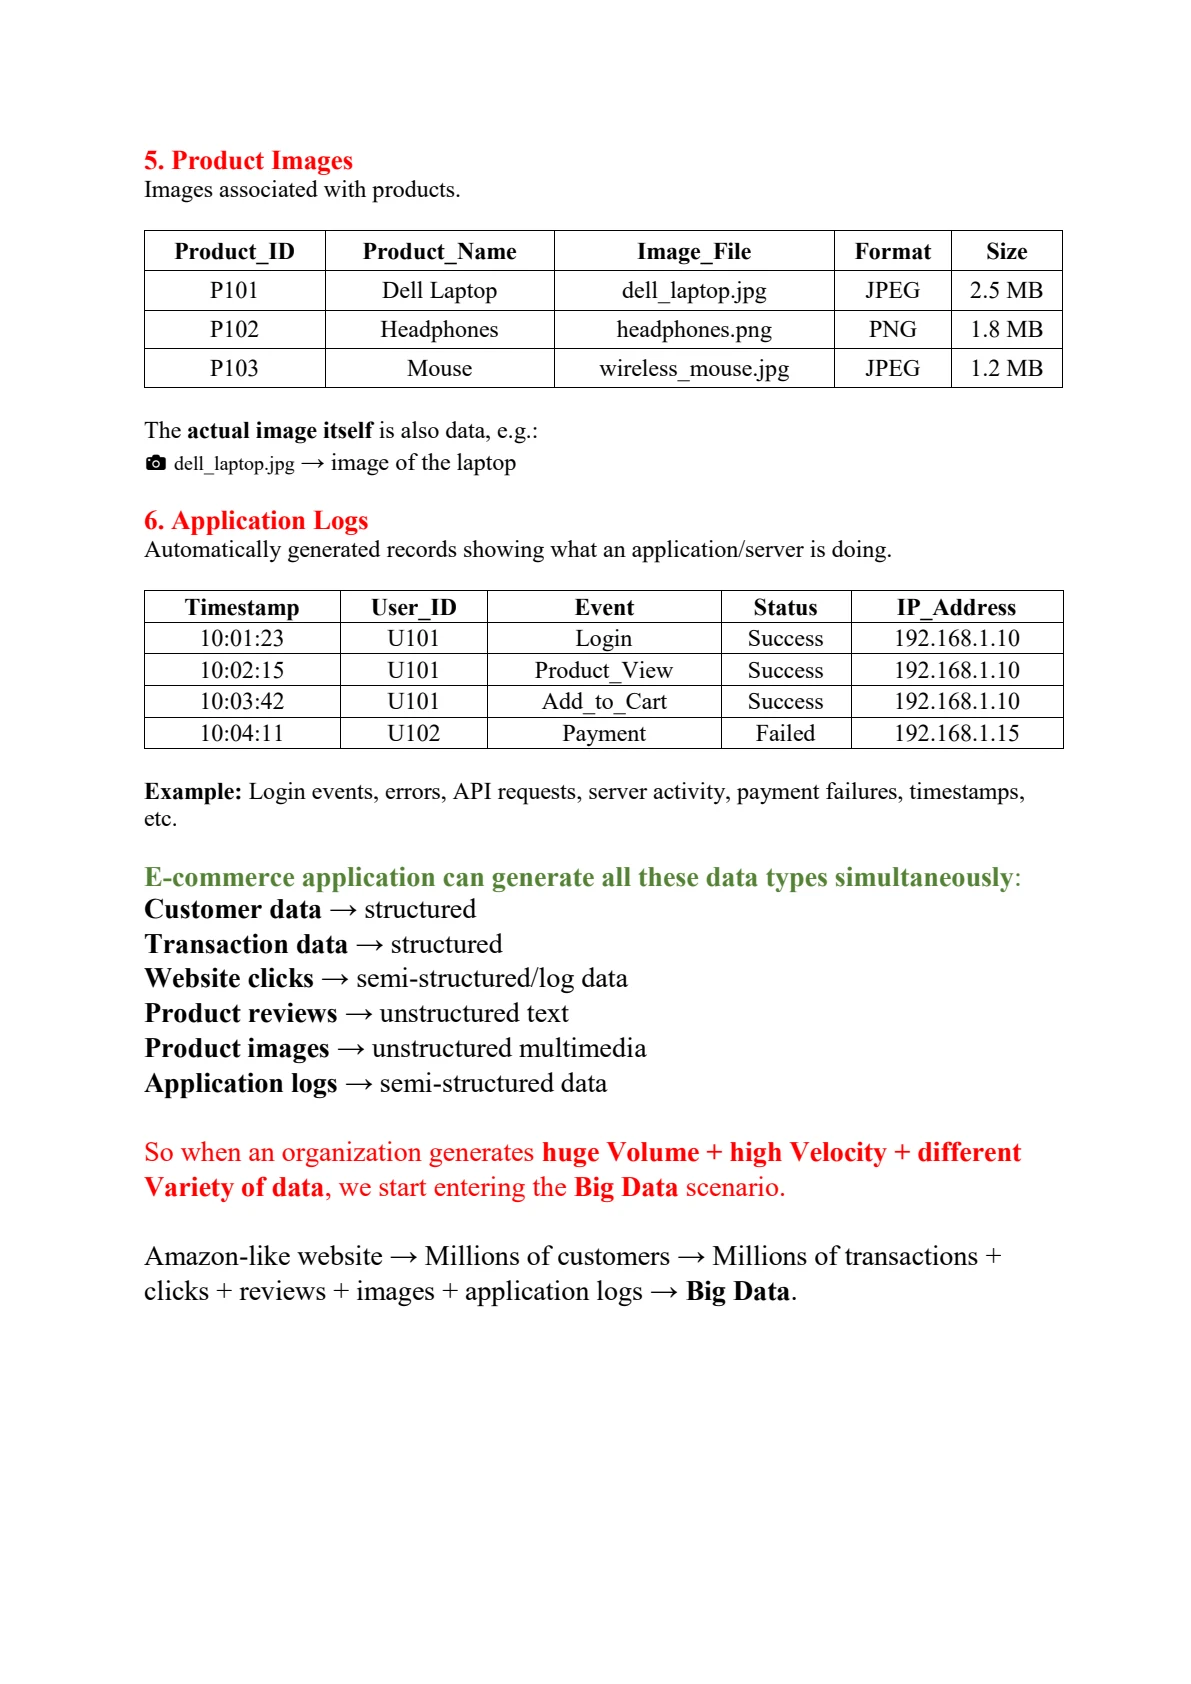 5. Product Images
Images associated with products.
Product_ID Product_Name Image_File Format Size
P101 Dell Laptop dell_laptop.jpg JPEG 2.5 MB
P102 Headphones headphones.png PNG 1.8 MB
P103 Mouse wireless_mouse.jpg JPEG 1.2 MB
The actual image itself is also data, e.g.:
📷 dell_laptop.jpg → image of the laptop
6. Application Logs
Automatically generated records showing what an application/server is doing.
Timestamp User_ID Event Status IP_Address
10:01:23 U101 Login Success 192.168.1.10
10:02:15 U101 Product_View Success 192.168.1.10
10:03:42 U101 Add_to_Cart Success 192.168.1.10
10:04:11 U102 Payment Failed 192.168.1.15
Example: Login events, errors, API requests, server activity, payment failures, timestamps,
etc.
E-commerce application can generate all these data types simultaneously:
Customer data → structured
Transaction data → structured
Website clicks → semi-structured/log data
Product reviews → unstructured text
Product images → unstructured multimedia
Application logs → semi-structured data
So when an organization generates huge Volume + high Velocity + different
Variety of data, we start entering the Big Data scenario.
Amazon-like website → Millions of customers → Millions of transactions +
clicks + reviews + images + application logs → Big Data.